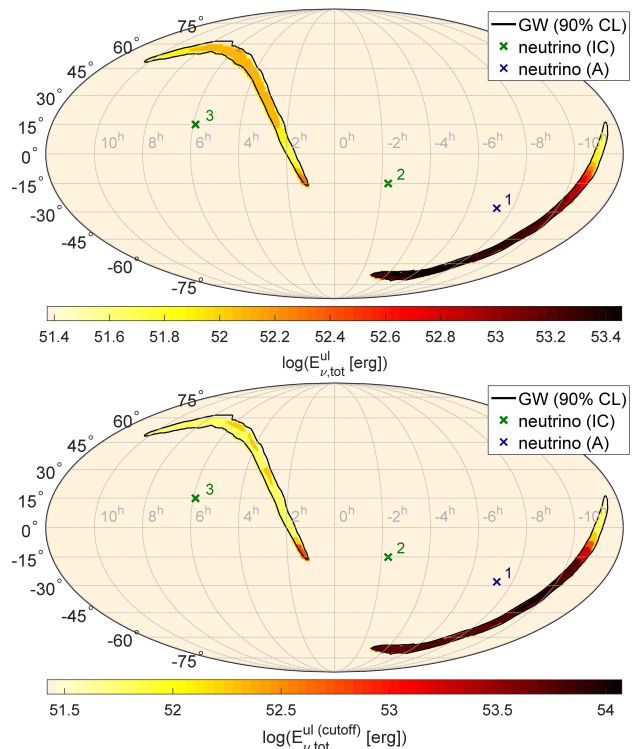 75°
60°
45°
30°
15°
0°
-15°
-30°
-45°
-60°
-75°
10h 8h 6h 4h 2h 0h -2h -4h -6h -8h -10h
GW (90% CL)
neutrino (IC)
neutrino (A)
3
2
1
51.4 51.6 51.8 52 52.2 52.4 52.6 52.8 53 53.2 53.4
log(E^ul_ν,tot [erg])
75°
60°
45°
30°
15°
0°
-15°
-30°
-45°
-60°
-75°
10h 8h 6h 4h 2h 0h -2h -4h -6h -8h -10h
GW (90% CL)
neutrino (IC)
neutrino (A)
3
2
1
51.5 52 52.5 53 53.5 54
log(E^ul (cutoff)_ν,tot [erg])